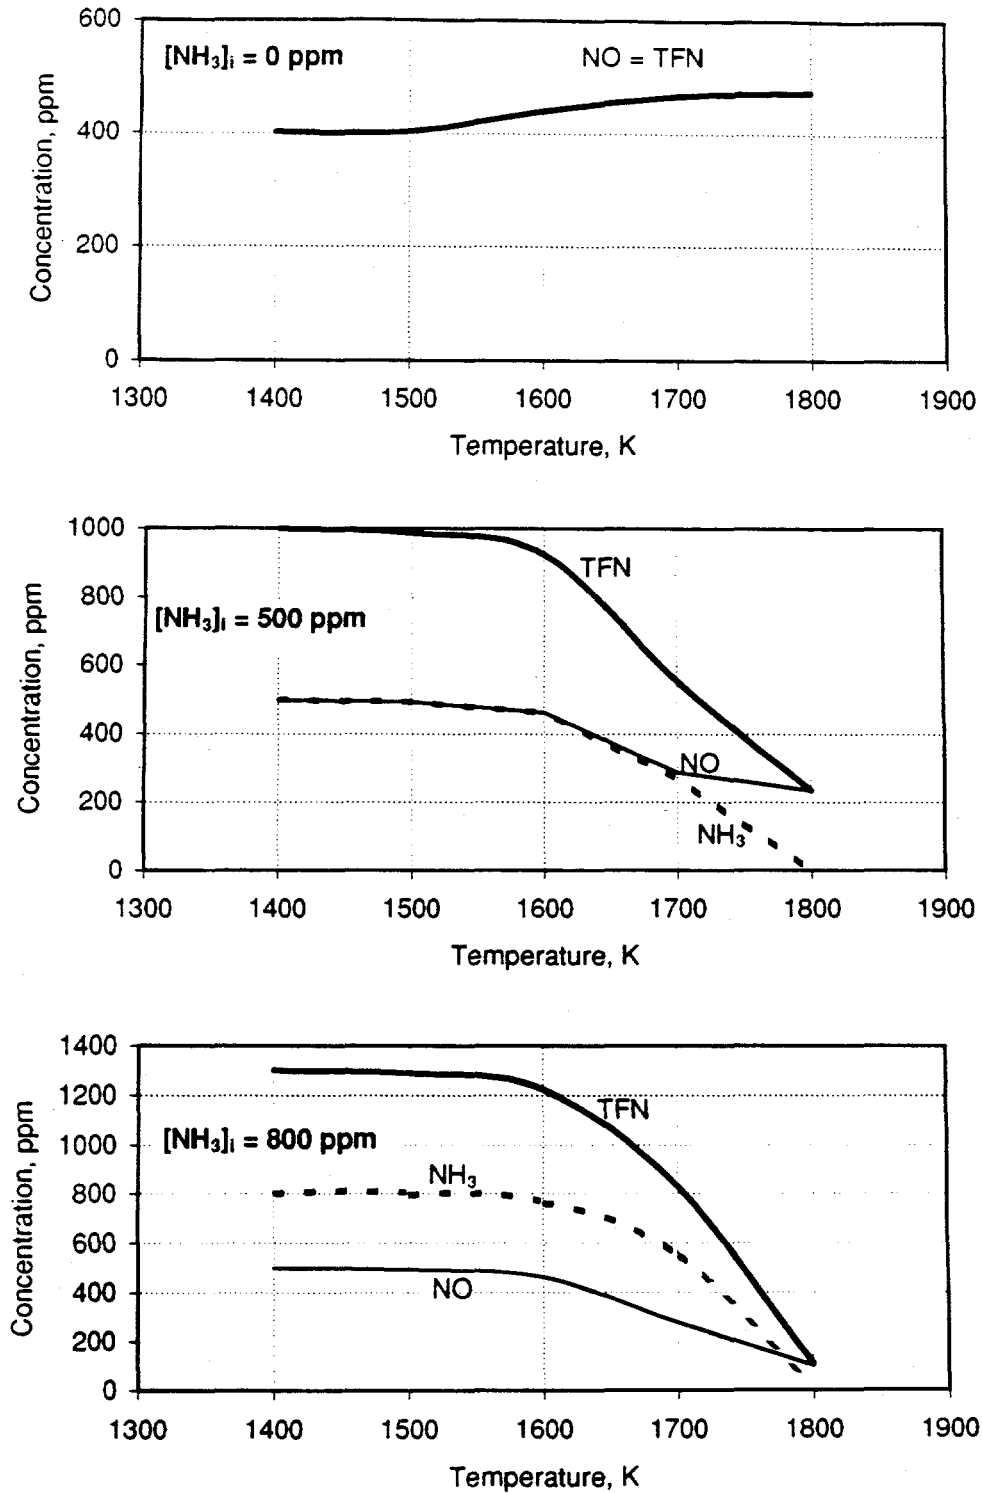 600
[NH₃]ᵢ = 0 ppm
NO = TFN
400
200
0
Concentration, ppm
1300 1400 1500 1600 1700 1800 1900
Temperature, K
1000
TFN
800
[NH₃]ᵢ = 500 ppm
600
400
NO
200
NH₃
0
Concentration, ppm
1300 1400 1500 1600 1700 1800 1900
Temperature, K
1400
1200
TFN
1000
[NH₃]ᵢ = 800 ppm
NH₃
800
600
400
NO
200
0
Concentration, ppm
1300 1400 1500 1600 1700 1800 1900
Temperature, K